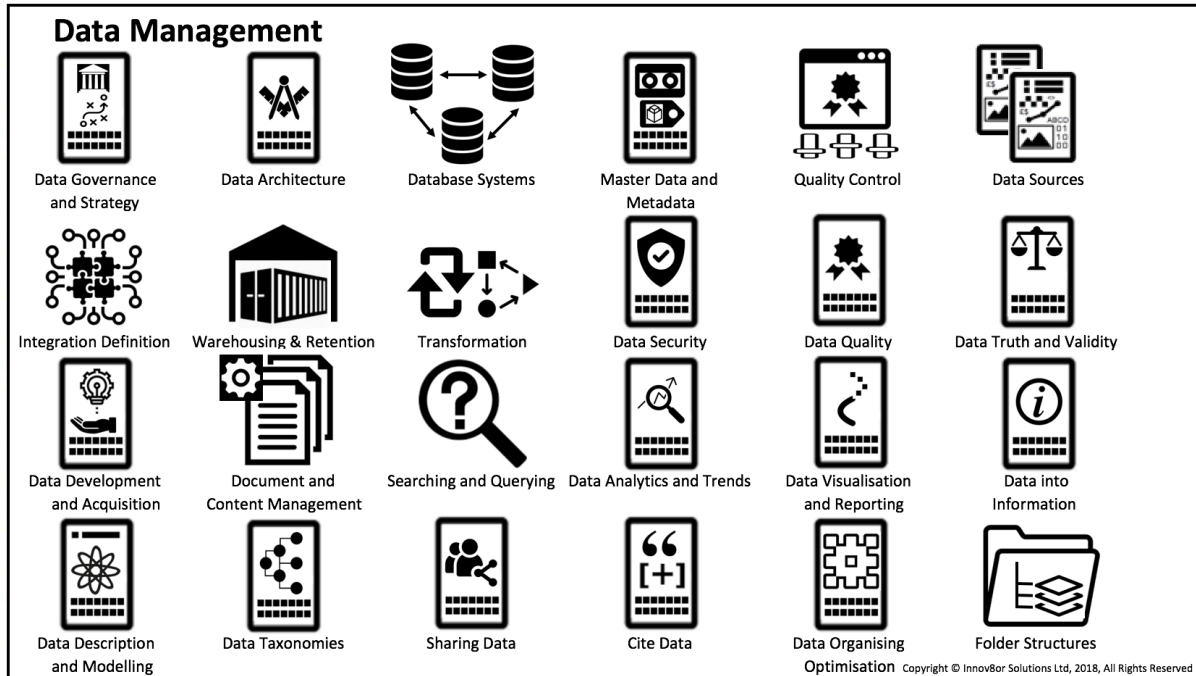 Data Management
Data Governance
and Strategy
Data Architecture
Database Systems
Master Data and
Metadata
Quality Control
£$
£$
ABCD
01
10
00
Data Sources
Integration Definition
Warehousing & Retention
Transformation
Data Security
Data Quality
Data Truth and Validity
Data Development
and Acquisition
Document and
Content Management
?
Searching and Querying
Data Analytics and Trends
Data Visualisation
and Reporting
i
Data into
Information
Data Description
and Modelling
Data Taxonomies
Sharing Data
“
[+]
Cite Data
Data Organising
Optimisation
Folder Structures
Copyright © Innov8or Solutions Ltd, 2018, All Rights Reserved